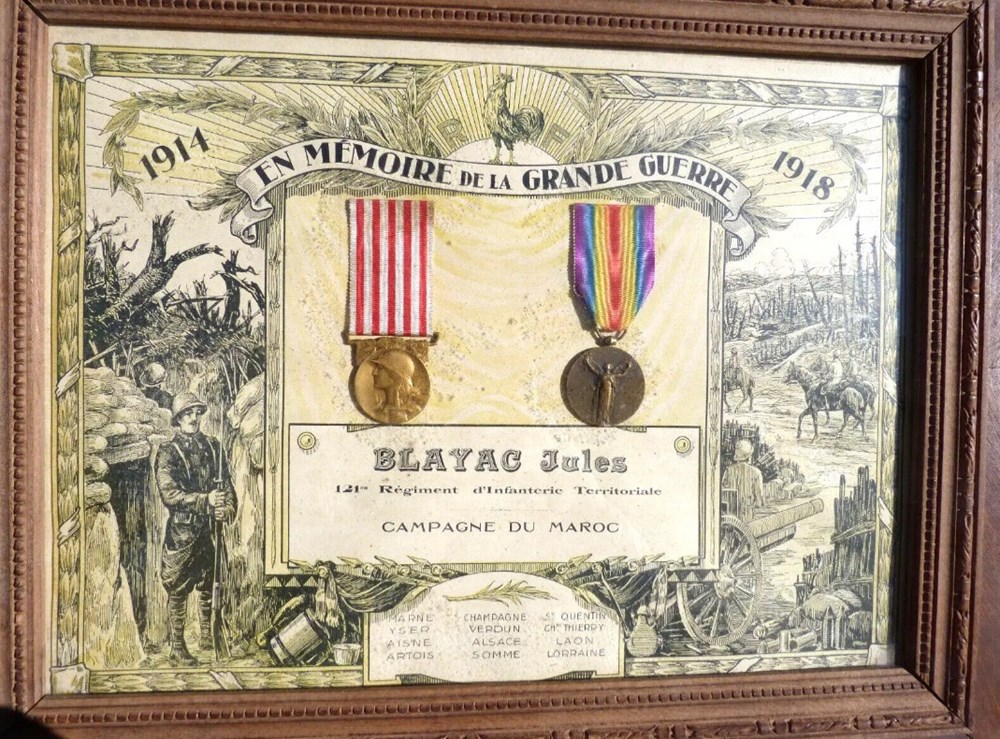 R F
1914
EN MÉMOIRE DE LA GRANDE GUERRE
1918
BLAYAC Jules
121me Régiment d'Infanterie Territoriale
CAMPAGNE DU MAROC
MARNE CHAMPAGNE St QUENTIN
YSER VERDUN Chau THIERRY
AISNE ALSACE LAON
ARTOIS SOMME LORRAINE